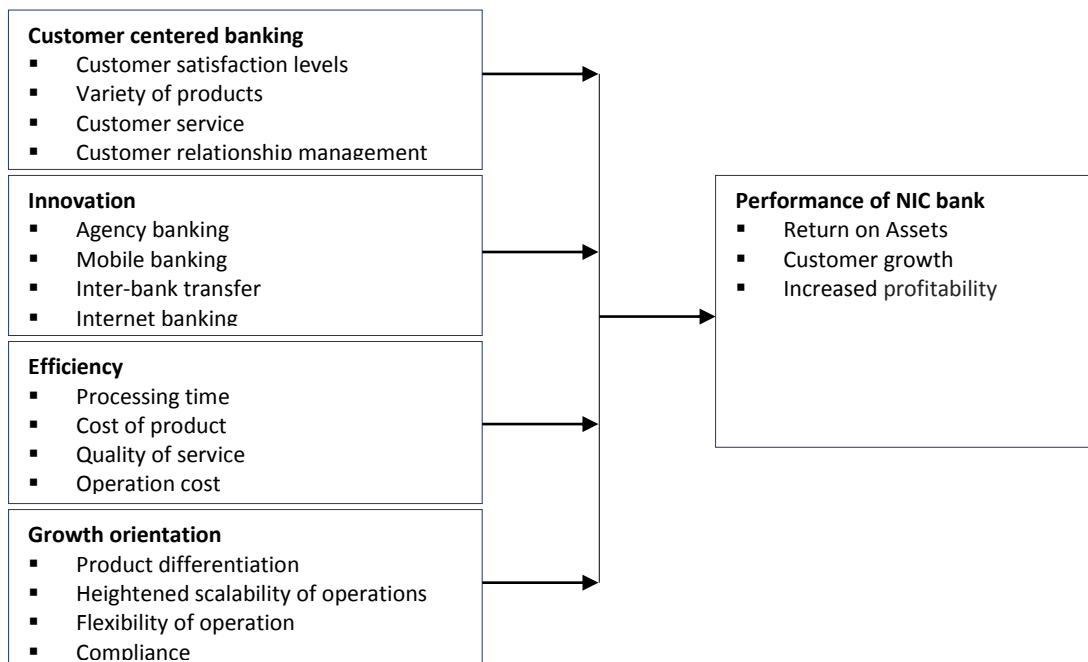 Customer centered banking
▪ Customer satisfaction levels
▪ Variety of products
▪ Customer service
▪ Customer relationship management
Innovation
▪ Agency banking
▪ Mobile banking
▪ Inter-bank transfer
▪ Internet banking
Efficiency
▪ Processing time
▪ Cost of product
▪ Quality of service
▪ Operation cost
Growth orientation
▪ Product differentiation
▪ Heightened scalability of operations
▪ Flexibility of operation
▪ Compliance
Performance of NIC bank
▪ Return on Assets
▪ Customer growth
▪ Increased profitability